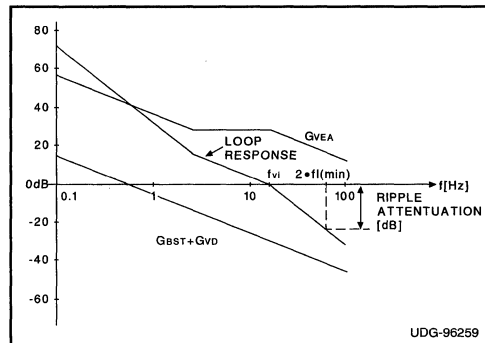 80
60
40
20
0dB
-20
-40
-60
GVEA
LOOP
RESPONSE
fvi
2•fl(min)
0.1
1
10
100
f[Hz]
RIPPLE
ATTENTUATION
[dB]
GBST+GVD
UDG-96259